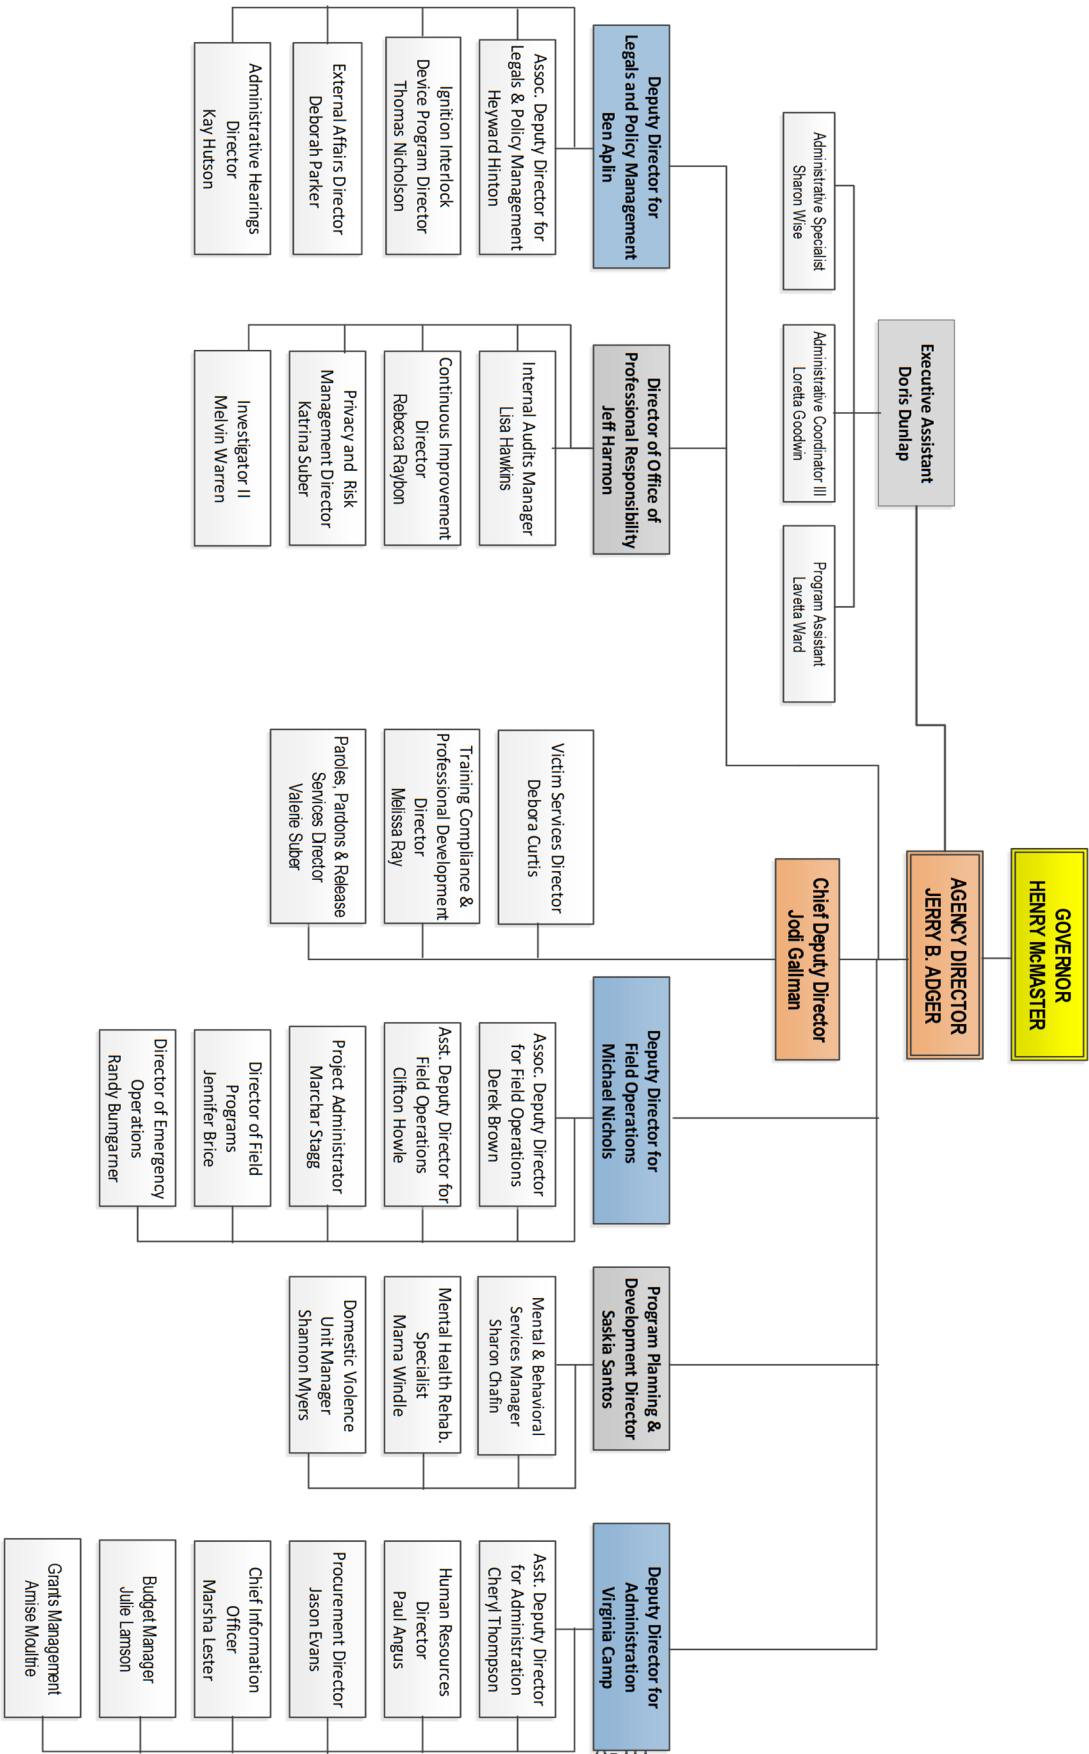 GOVERNOR
HENRY McMASTER
AGENCY DIRECTOR
JERRY B. ADGER
Executive Assistant
Doris Dunlap
Administrative Specialist
Sharon Wise
Administrative Coordinator III
Loretta Goodwin
Program Assistant
Lavetta Ward
Chief Deputy Director
Jodi Gallman
Deputy Director for
Legals and Policy Management
Ben Aplin
Assoc. Deputy Director for
Legals & Policy Management
Heyward Hinton
Ignition Interlock
Device Program Director
Thomas Nicholson
External Affairs Director
Deborah Parker
Administrative Hearings
Director
Kay Hutson
Director of Office of
Professional Responsibility
Jeff Harmon
Internal Audits Manager
Lisa Hawkins
Continuous Improvement
Director
Rebecca Raybon
Privacy and Risk
Management Director
Katrina Suber
Investigator II
Melvin Warren
Victim Services Director
Debora Curtis
Training Compliance &
Professional Development
Director
Melissa Ray
Paroles, Pardons & Release
Services Director
Valerie Suber
Deputy Director for
Field Operations
Michael Nichols
Assoc. Deputy Director
for Field Operations
Derek Brown
Asst. Deputy Director for
Field Operations
Clifton Howle
Project Administrator
Marchar Stagg
Director of Field
Programs
Jennifer Brice
Director of Emergency
Operations
Randy Bumgarner
Program Planning &
Development Director
Saskia Santos
Mental & Behavioral
Services Manager
Sharon Chafin
Mental Health Rehab.
Specialist
Marna Windle
Domestic Violence
Unit Manager
Shannon Myers
Deputy Director for
Administration
Virginia Camp
Asst. Deputy Director
for Administration
Cheryl Thompson
Human Resources
Director
Paul Angus
Procurement Director
Jason Evans
Chief Information
Officer
Marsha Lester
Budget Manager
Julie Lamson
Grants Management
Amise Moultrie